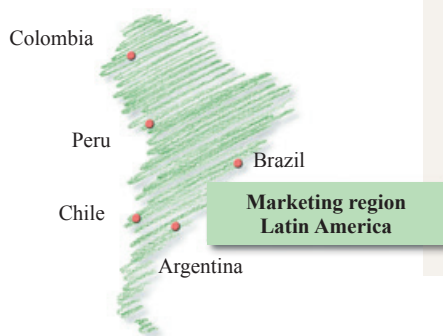 Colombia
Peru
Brazil
Chile
Marketing region
Latin America
Argentina